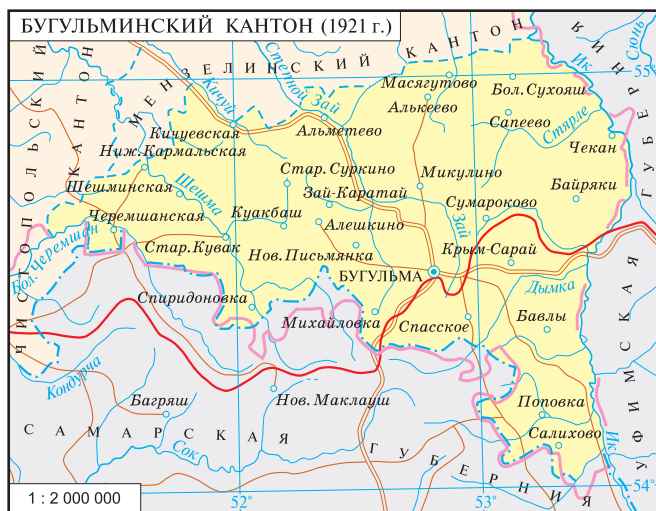 БУГУЛЬМИНСКИЙ КАНТОН (1921 г.)
ЧИСТОПОЛЬСКИЙ
КАНТОН
МЕНЗЕЛИНСКИЙ КАНТОН
УФИМСКАЯ
ГУБЕРНИЯ
Сюнь
Ик
55°
Степной Зай
Кичуй
Масягутово
Бол. Сухояш
Алькеево
Сапеево
Стярле
Кичуевская
Альметево
Чекан
Ниж. Кармальская
Стар. Суркино
Микулино
Шешминская
Шешма
Зай-Каратай
Байряки
Черемшанская
Куакбаш
Сумароково
Алешкино
Зай
Стар. Кувак
Нов. Письмянка
Крым-Сарай
Бол. Черемшан
БУГУЛЬМА
Дымка
Спиридоновка
Михайловка
Спасское
Бавлы
Кондурча
Багряш
Нов. Маклауш
Поповка
САМАРСКАЯ
ГУБЕРНИЯ
Салихово
Ик
Сок
54°
1 : 2 000 000
52°
53°